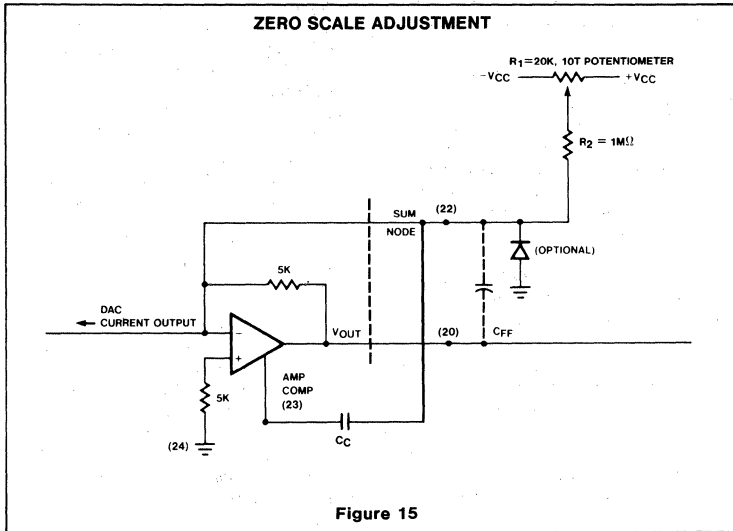 ZERO SCALE ADJUSTMENT
R1=20K, 10T POTENTIOMETER
-VCC
+VCC
R2 = 1MΩ
SUM
NODE
(22)
(OPTIONAL)
5K
DAC
CURRENT OUTPUT
-
+
VOUT
(20)
CFF
AMP
COMP
(23)
5K
(24)
CC
Figure 15